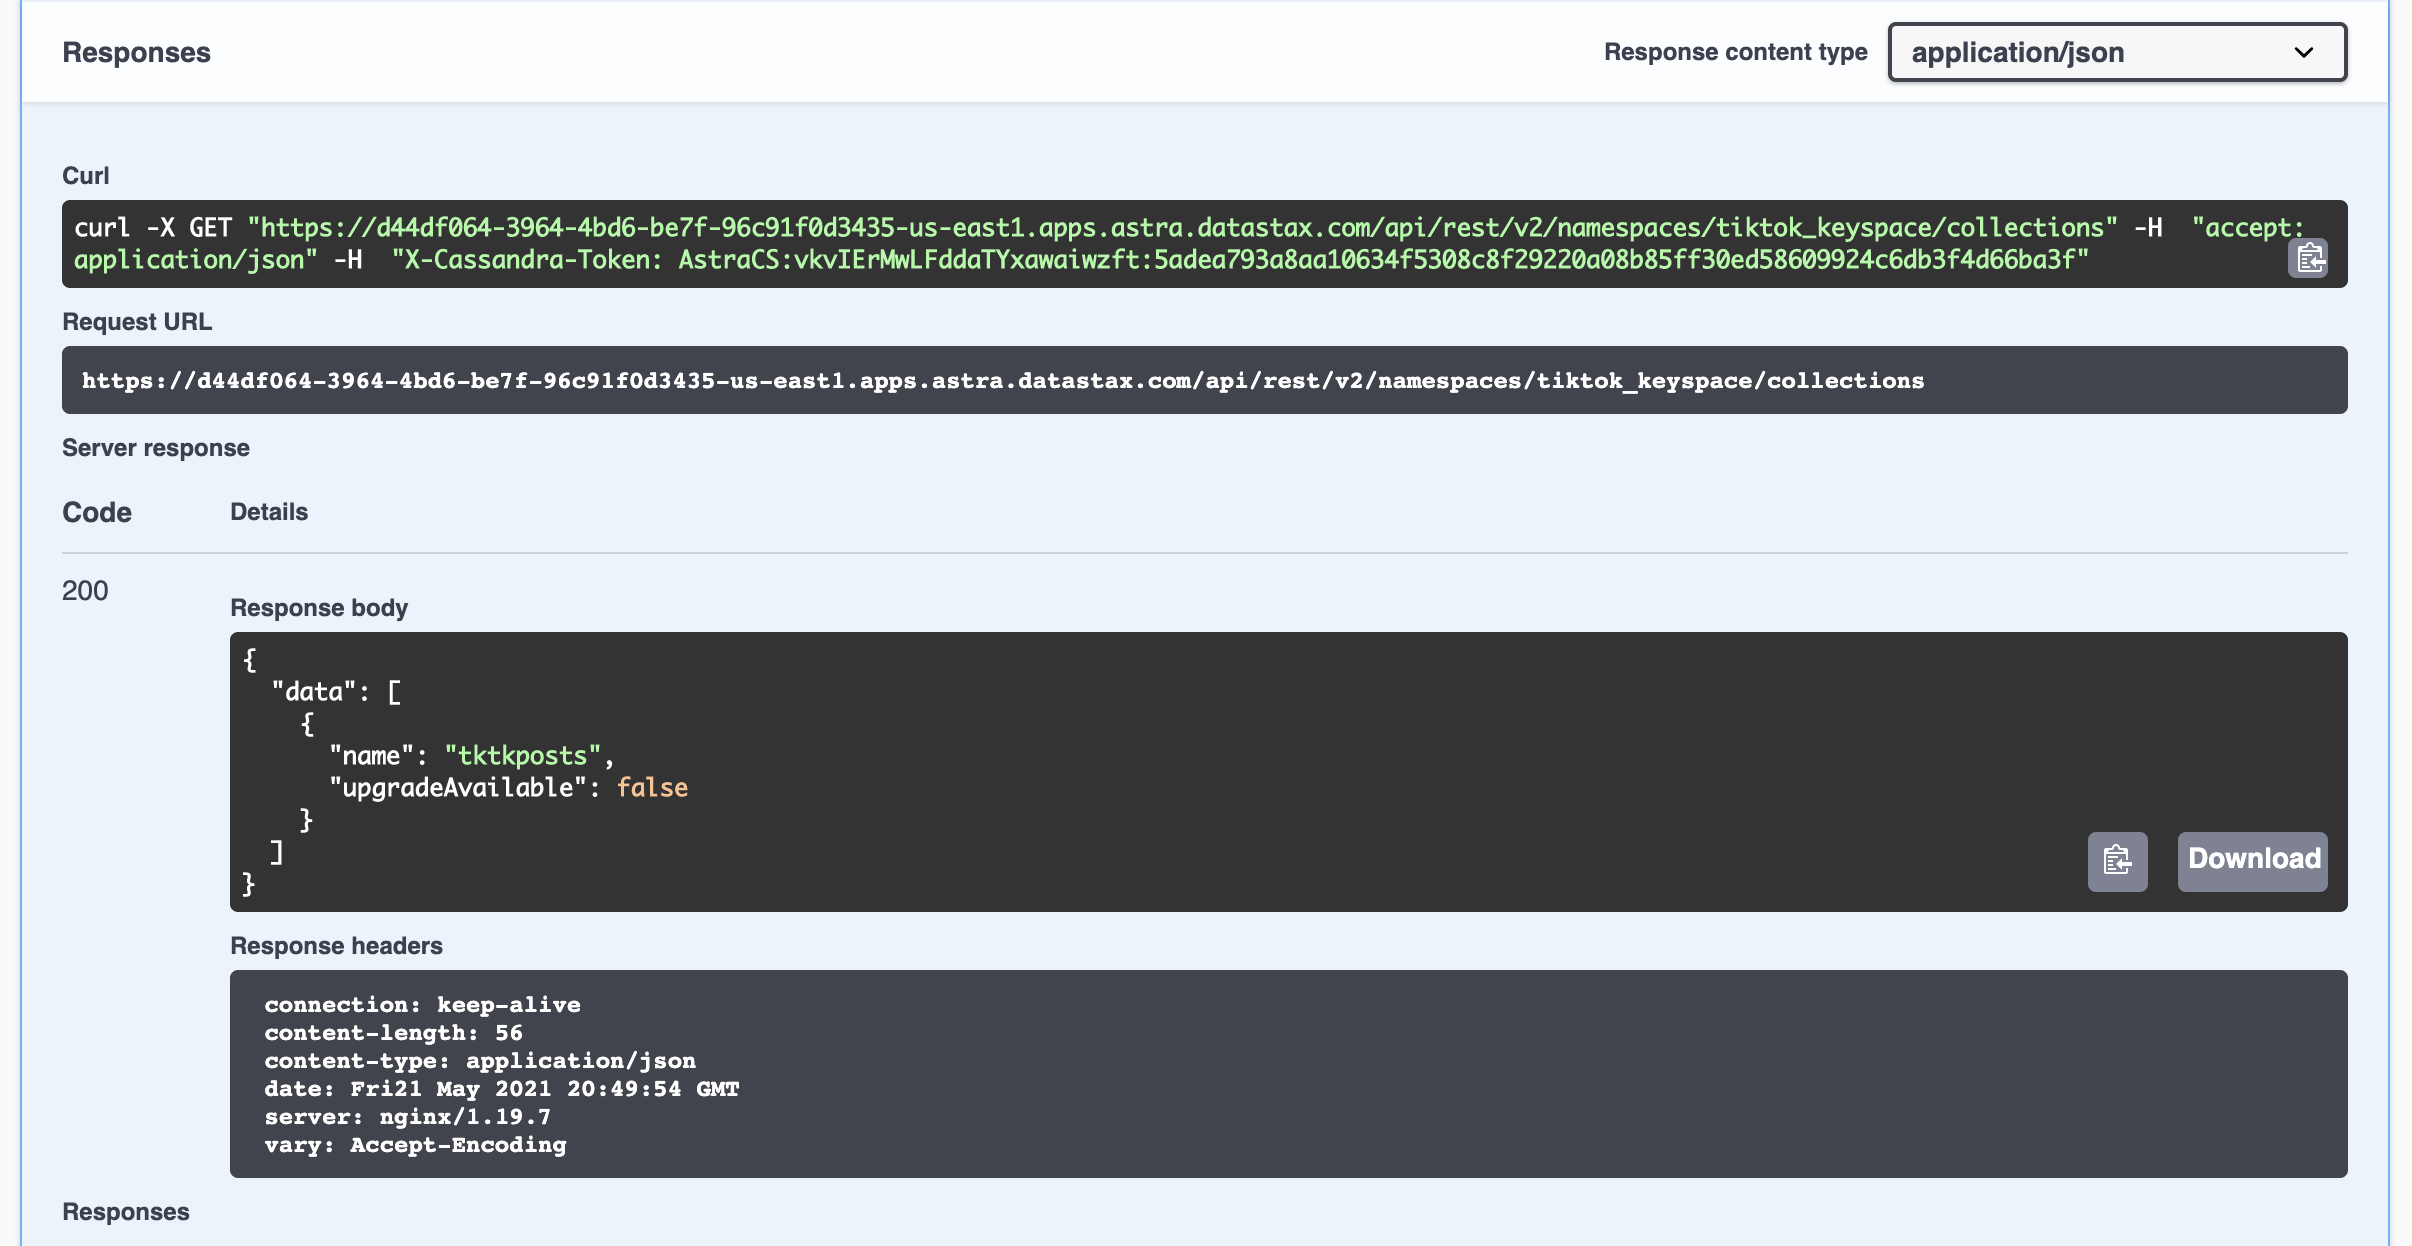 Responses
Response content type
application/json
Curl
curl -X GET "https://d44df064-3964-4bd6-be7f-96c91f0d3435-us-east1.apps.astra.datastax.com/api/rest/v2/namespaces/tiktok_keyspace/collections" -H  "accept:
application/json" -H  "X-Cassandra-Token: AstraCS:vkvIErMwLFddaTYxawaiwzft:5adea793a8aa10634f5308c8f29220a08b85ff30ed58609924c6db3f4d66ba3f"
Request URL
https://d44df064-3964-4bd6-be7f-96c91f0d3435-us-east1.apps.astra.datastax.com/api/rest/v2/namespaces/tiktok_keyspace/collections
Server response
Code
Details
200
Response body
{
  "data": [
    {
      "name": "tktkposts",
      "upgradeAvailable": false
    }
  ]
}
Download
Response headers
connection: keep-alive
content-length: 56
content-type: application/json
date: Fri21 May 2021 20:49:54 GMT
server: nginx/1.19.7
vary: Accept-Encoding
Responses